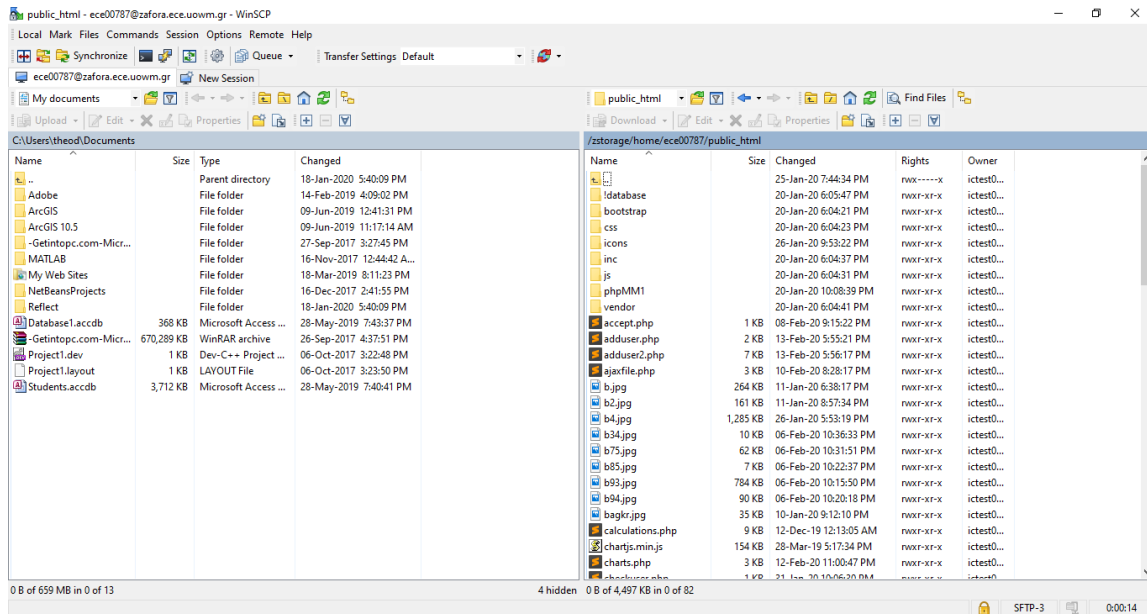 public_html - ece00787@zafora.ece.uowm.gr - WinSCP
Local Mark Files Commands Session Options Remote Help
Synchronize Queue Transfer Settings Default
ece00787@zafora.ece.uowm.gr New Session
My documents
Upload Edit Properties
C:\Users\theod\Documents
Name Size Type Changed
.. Parent directory 18-Jan-2020 5:40:09 PM
Adobe File folder 14-Feb-2019 4:09:02 PM
ArcGIS File folder 09-Jun-2019 12:41:31 PM
ArcGIS 10.5 File folder 09-Jun-2019 11:17:14 AM
-Getintopc.com-Micr... File folder 27-Sep-2017 3:27:45 PM
MATLAB File folder 16-Nov-2017 12:44:42 A...
My Web Sites File folder 18-Mar-2019 8:11:23 PM
NetBeansProjects File folder 16-Dec-2017 2:41:55 PM
Reflect File folder 18-Jan-2020 5:40:09 PM
Database1.accdb 368 KB Microsoft Access ... 28-May-2019 7:43:37 PM
-Getintopc.com-Micr... 670,289 KB WinRAR archive 26-Sep-2017 4:37:51 PM
Project1.dev 1 KB Dev-C++ Project ... 06-Oct-2017 3:22:48 PM
Project1.layout 1 KB LAYOUT File 06-Oct-2017 3:23:50 PM
Students.accdb 3,712 KB Microsoft Access ... 28-May-2019 7:40:41 PM
0 B of 659 MB in 0 of 13 4 hidden
public_html Find Files
Download Edit Properties
/zstorage/home/ece00787/public_html
Name Size Changed Rights Owner
.. 25-Jan-20 7:44:34 PM rwx-----x ictest0...
!database 20-Jan-20 6:05:47 PM rwxr-xr-x ictest0...
bootstrap 20-Jan-20 6:04:21 PM rwxr-xr-x ictest0...
css 20-Jan-20 6:04:23 PM rwxr-xr-x ictest0...
icons 26-Jan-20 9:53:22 PM rwxr-xr-x ictest0...
inc 20-Jan-20 6:04:37 PM rwxr-xr-x ictest0...
js 20-Jan-20 6:04:31 PM rwxr-xr-x ictest0...
phpMM1 20-Jan-20 10:08:39 PM rwxr-xr-x ictest0...
vendor 20-Jan-20 6:04:41 PM rwxr-xr-x ictest0...
accept.php 1 KB 08-Feb-20 9:15:22 PM rwxr-xr-x ictest0...
adduser.php 2 KB 13-Feb-20 5:55:21 PM rwxr-xr-x ictest0...
adduser2.php 7 KB 13-Feb-20 5:56:17 PM rwxr-xr-x ictest0...
ajaxfile.php 3 KB 10-Feb-20 8:28:17 PM rwxr-xr-x ictest0...
b.jpg 264 KB 11-Jan-20 6:38:17 PM rwxr-xr-x ictest0...
b2.jpg 161 KB 11-Jan-20 8:57:34 PM rwxr-xr-x ictest0...
b4.jpg 1,285 KB 26-Jan-20 5:53:19 PM rwxr-xr-x ictest0...
b34.jpg 10 KB 06-Feb-20 10:36:33 PM rwxr-xr-x ictest0...
b75.jpg 62 KB 06-Feb-20 10:31:51 PM rwxr-xr-x ictest0...
b85.jpg 7 KB 06-Feb-20 10:22:37 PM rwxr-xr-x ictest0...
b93.jpg 784 KB 06-Feb-20 10:15:50 PM rwxr-xr-x ictest0...
b94.jpg 90 KB 06-Feb-20 10:20:18 PM rwxr-xr-x ictest0...
bagkr.jpg 35 KB 10-Jan-20 9:12:10 PM rwxr-xr-x ictest0...
calculations.php 9 KB 12-Dec-19 12:13:05 AM rwxr-xr-x ictest0...
chartjs.min.js 154 KB 28-Mar-19 5:17:34 PM rwxr-xr-x ictest0...
charts.php 3 KB 12-Feb-20 11:00:47 PM rwxr-xr-x ictest0...
checkuser.php 1 KB 31-Jan-20 10:06:30 PM rwxr-xr-x ictest0...
0 B of 4,497 KB in 0 of 82
SFTP-3 0:00:14